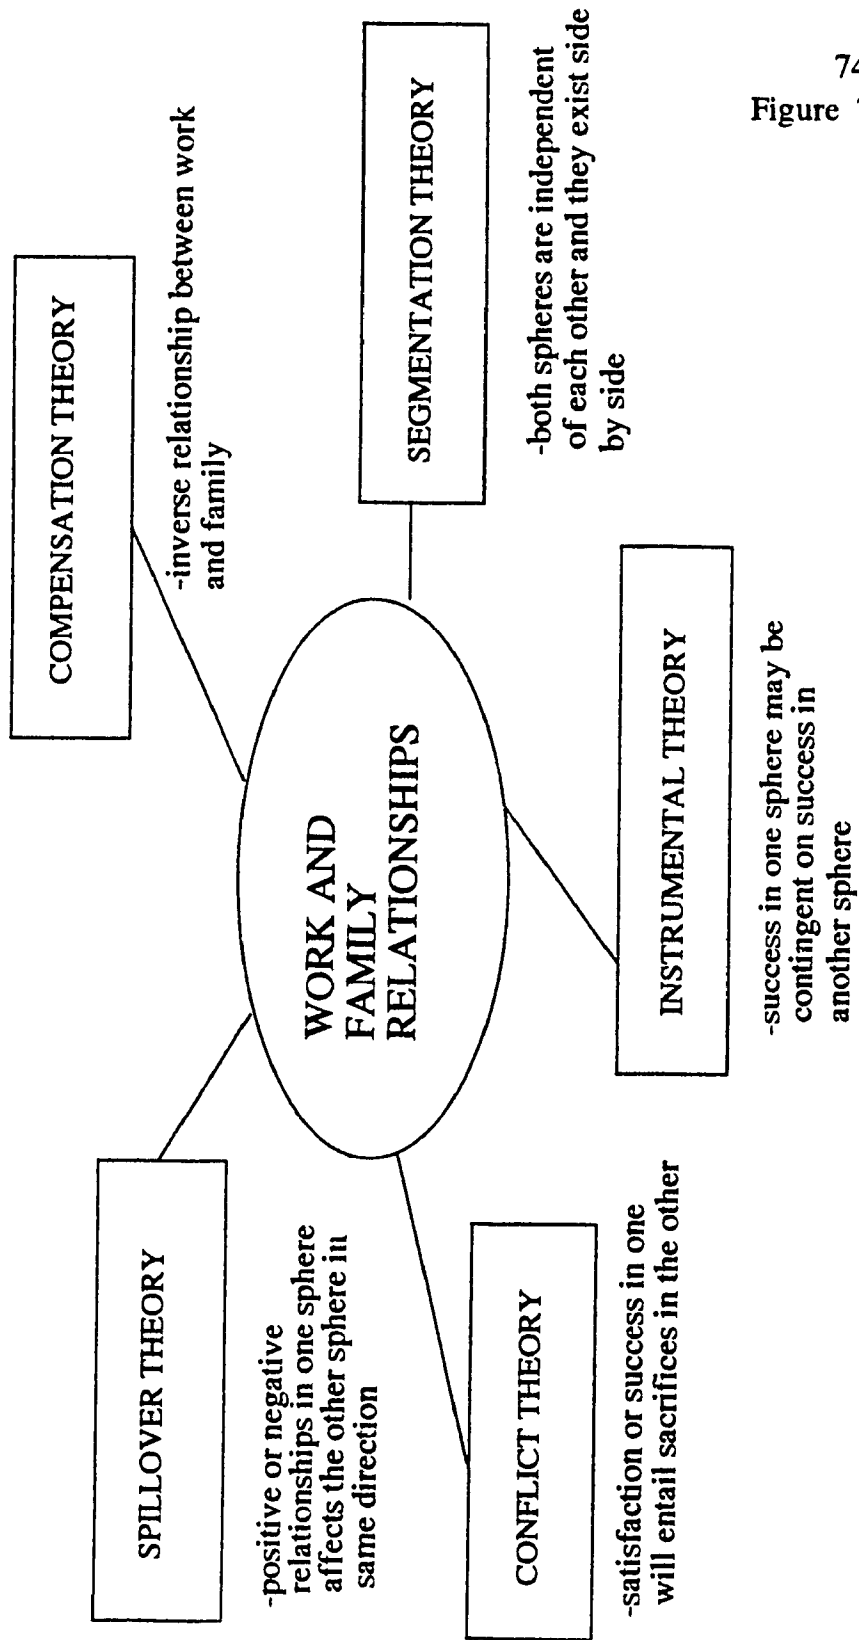 74
Figure
SPILLOVER THEORY
-positive or negative
relationships in one sphere
affects the other sphere in
same direction
COMPENSATION THEORY
-inverse relationship between work
and family
WORK AND
FAMILY
RELATIONSHIPS
SEGMENTATION THEORY
-both spheres are independent
of each other and they exist side
by side
CONFLICT THEORY
-satisfaction or success in one
will entail sacrifices in the other
INSTRUMENTAL THEORY
-success in one sphere may be
contingent on success in
another sphere